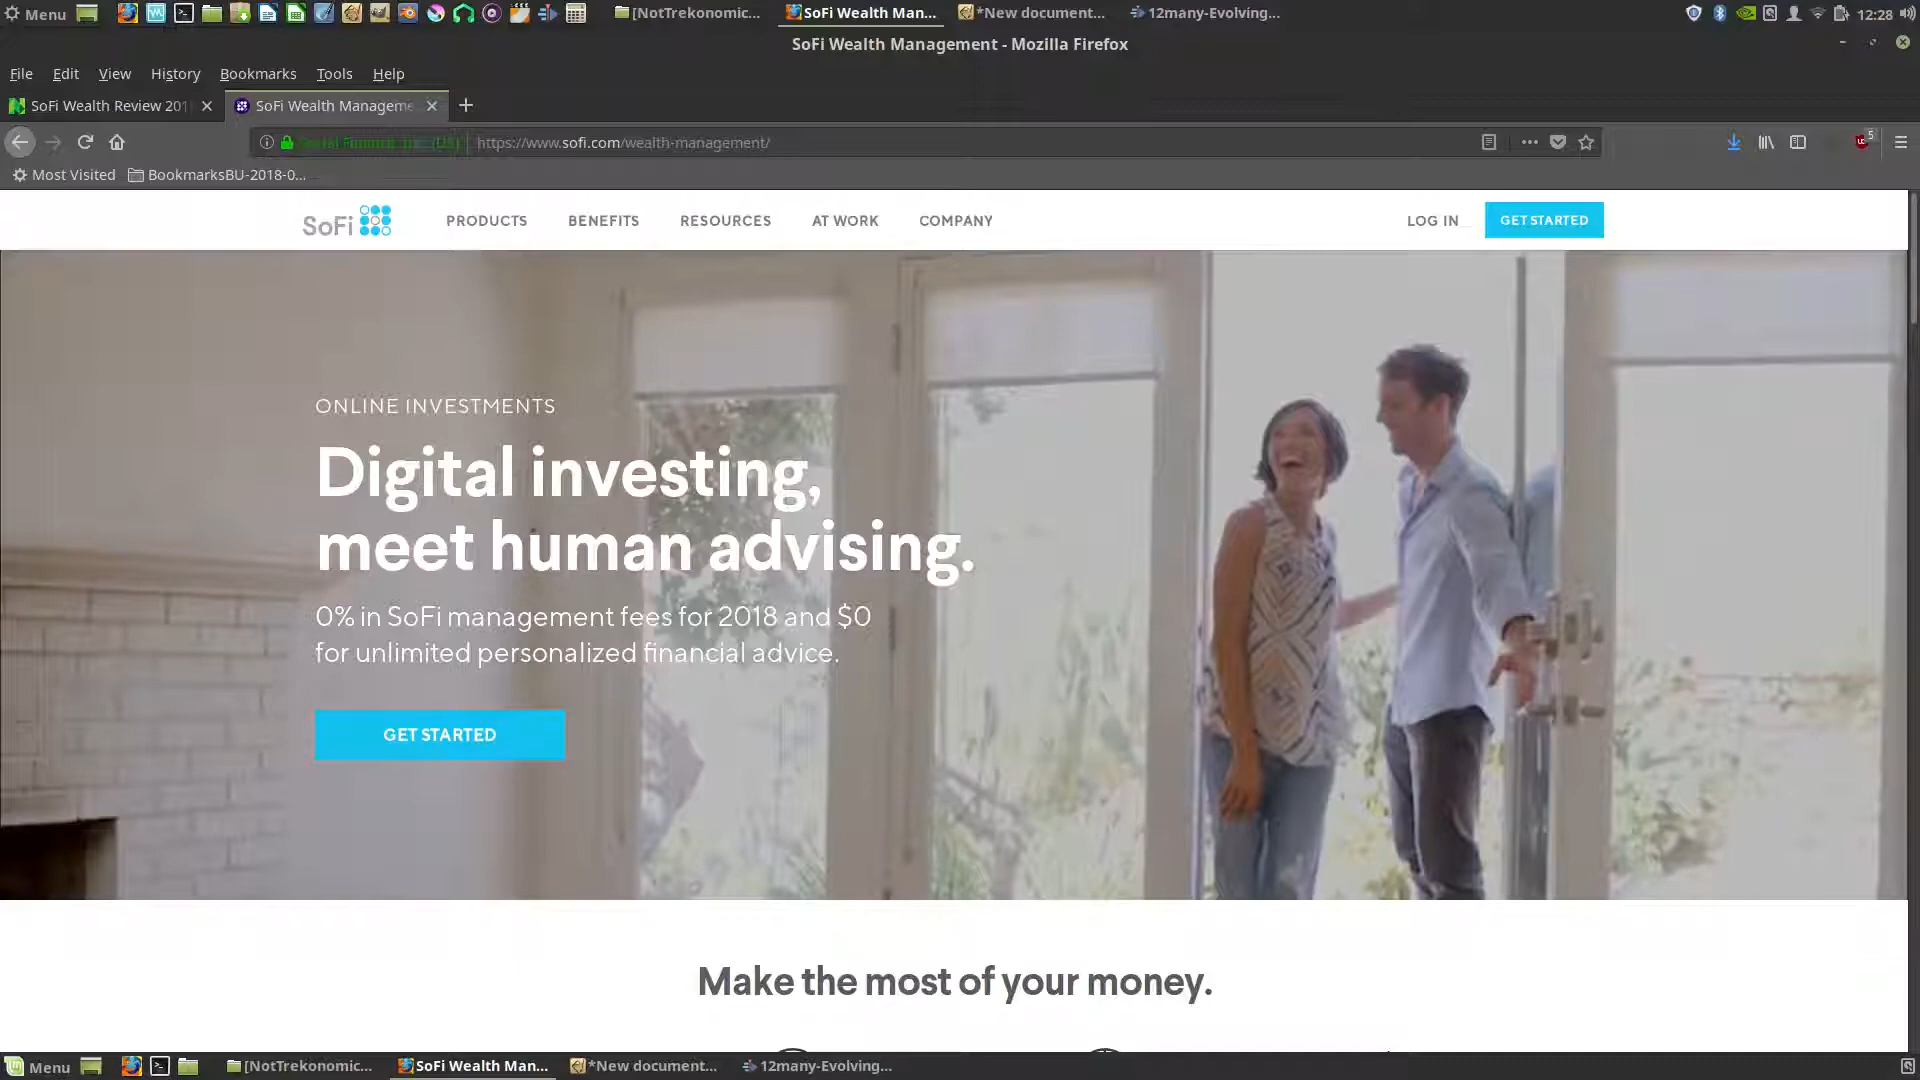 Menu
[NotTrekonomic...
SoFi Wealth Man...
*New document...
12many-Evolving...
12:28
SoFi Wealth Management - Mozilla Firefox
File Edit View History Bookmarks Tools Help
SoFi Wealth Review 201
SoFi Wealth Manageme
https://www.sofi.com/wealth-management/
5
Most Visited
BookmarksBU-2018-0...
SoFi
PRODUCTS BENEFITS RESOURCES AT WORK COMPANY
LOG IN
GET STARTED
ONLINE INVESTMENTS
Digital investing,
meet human advising.
0% in SoFi management fees for 2018 and $0
for unlimited personalized financial advice.
GET STARTED
Make the most of your money.
Menu
[NotTrekonomic...
SoFi Wealth Man...
*New document...
12many-Evolving...